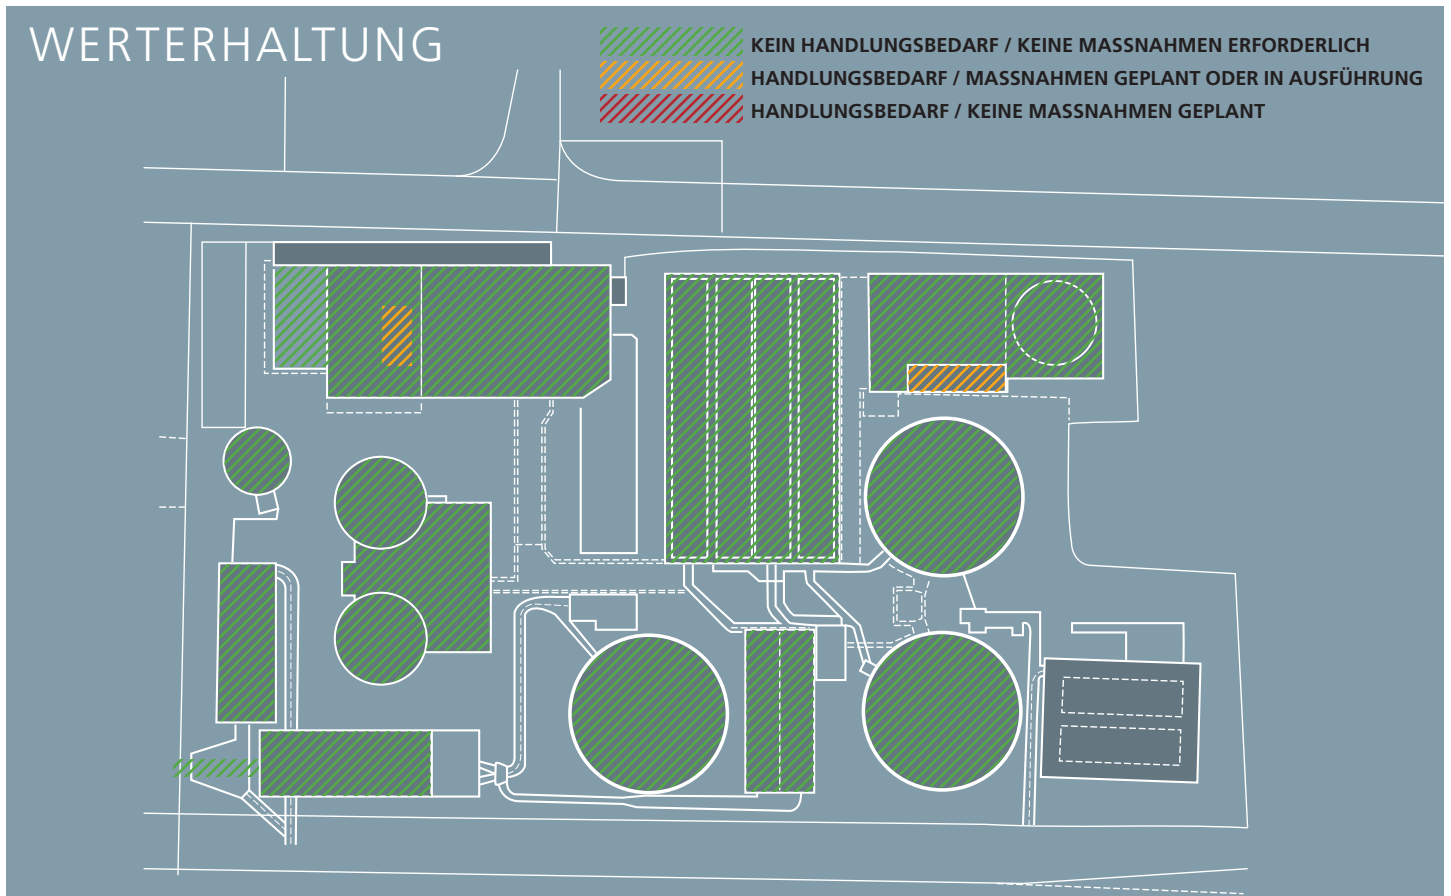 WERTERHALTUNG
KEIN HANDLUNGSBEDARF / KEINE MASSNAHMEN ERFORDERLICH
HANDLUNGSBEDARF / MASSNAHMEN GEPLANT ODER IN AUSFÜHRUNG
HANDLUNGSBEDARF / KEINE MASSNAHMEN GEPLANT